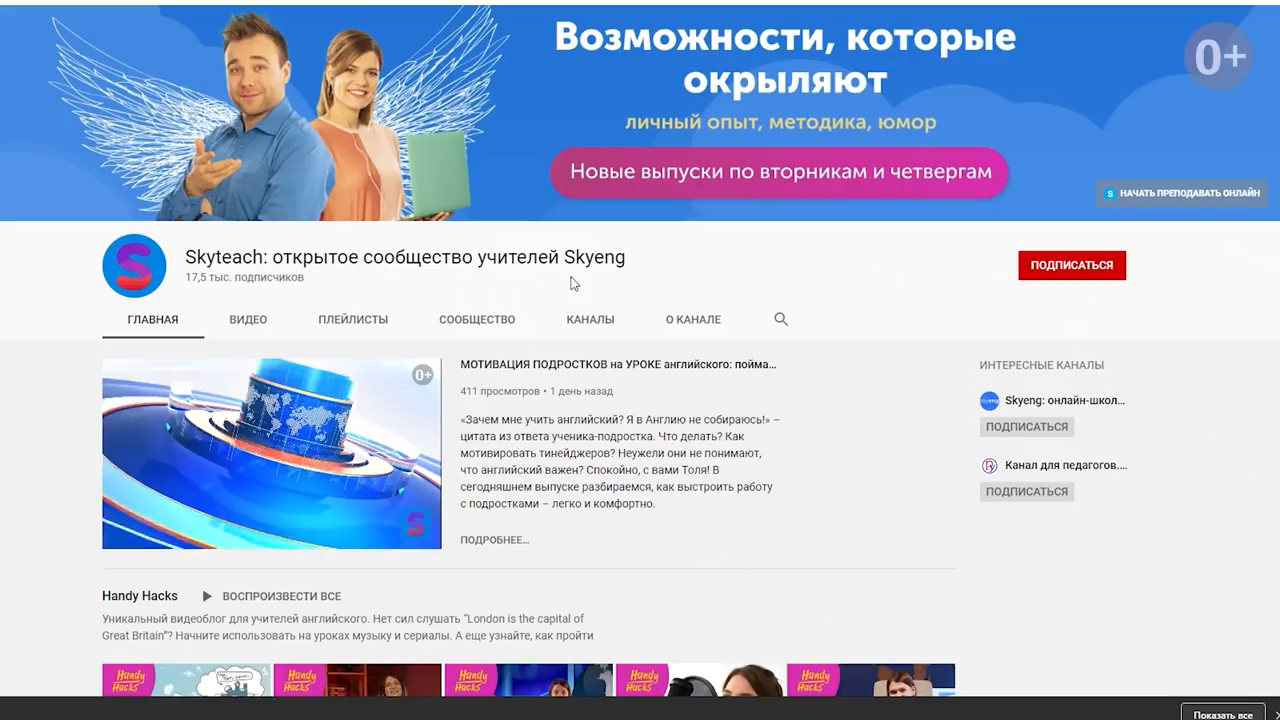 Возможности, которые
окрыляют
0+
личный опыт, методика, юмор
Новые выпуски по вторникам и четвергам
S НАЧАТЬ ПРЕПОДАВАТЬ ОНЛАЙН
S
Skyteach: открытое сообщество учителей Skyeng
17,5 тыс. подписчиков
ПОДПИСАТЬСЯ
ГЛАВНАЯ ВИДЕО ПЛЕЙЛИСТЫ СООБЩЕСТВО КАНАЛЫ О КАНАЛЕ
0+
S
МОТИВАЦИЯ ПОДРОСТКОВ на УРОКЕ английского: пойма...
411 просмотров • 1 день назад
«Зачем мне учить английский? Я в Англию не собираюсь!» –
цитата из ответа ученика-подростка. Что делать? Как
мотивировать тинейджеров? Неужели они не понимают,
что английский важен? Спокойно, с вами Толя! В
сегодняшнем выпуске разбираемся, как выстроить работу
с подростками – легко и комфортно.
ПОДРОБНЕЕ...
ИНТЕРЕСНЫЕ КАНАЛЫ
Skyeng: онлайн-школ...
ПОДПИСАТЬСЯ
Канал для педагогов....
ПОДПИСАТЬСЯ
Handy Hacks ВОСПРОИЗВЕСТИ ВСЕ
Уникальный видеоблог для учителей английского. Нет сил слушать “London is the capital of
Great Britain”? Начните использовать на уроках музыку и сериалы. А еще узнайте, как пройти
Handy Hacks
Handy Hacks
Handy Hacks
Handy Hacks
Handy Hacks
Показать все